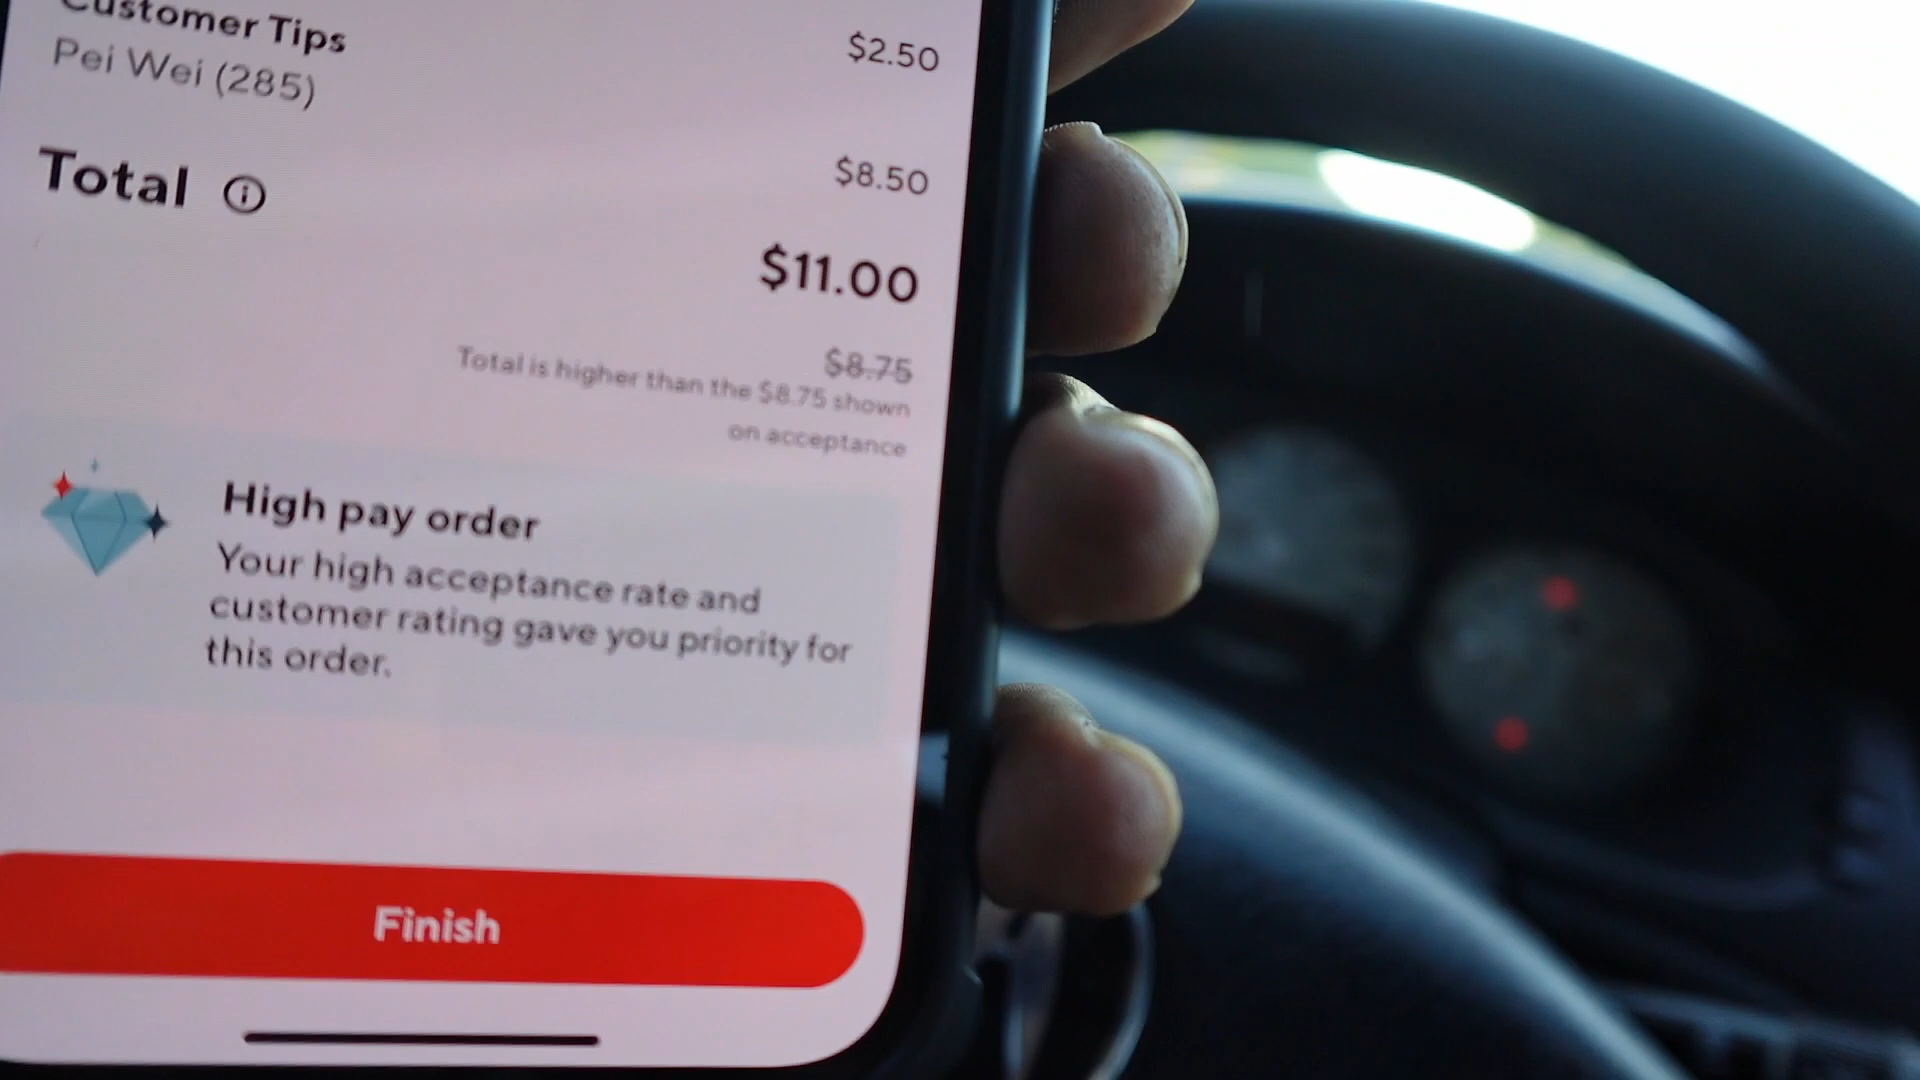 Customer Tips
$2.50
Pei Wei (285)
$8.50
Total
$11.00
$8.75
Total is higher than the $8.75 shown
on acceptance
High pay order
Your high acceptance rate and
customer rating gave you priority for
this order.
Finish